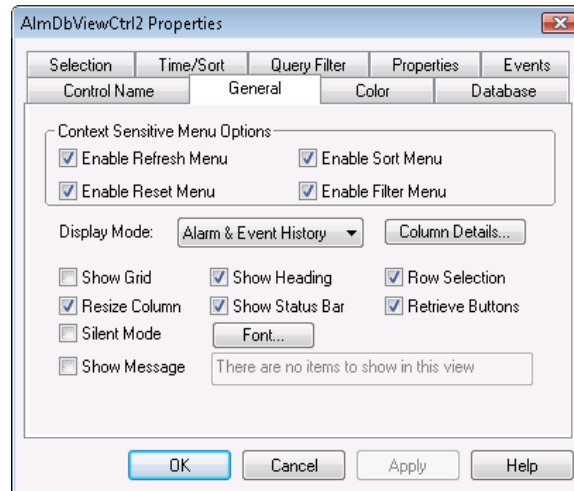 AlmDbViewCtrl2 Properties
Selection Time/Sort Query Filter Properties Events
Control Name General Color Database
Context Sensitive Menu Options
Enable Refresh Menu Enable Sort Menu
Enable Reset Menu Enable Filter Menu
Display Mode: Alarm & Event History Column Details...
Show Grid Show Heading Row Selection
Resize Column Show Status Bar Retrieve Buttons
Silent Mode Font...
Show Message There are no items to show in this view
OK Cancel Apply Help